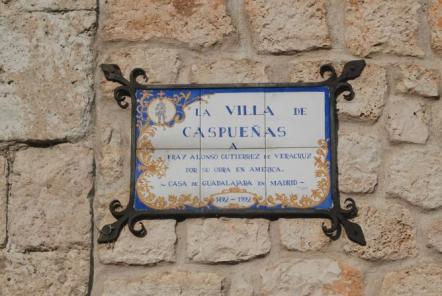 LA VILLA DE
CASPUEÑAS
A
FRAY ALONSO GUTIERREZ DE VERACRUZ
POR SU OBRA EN AMERICA.
~ CASA DE GUADALAJARA EN MADRID ~
1492 - 1992